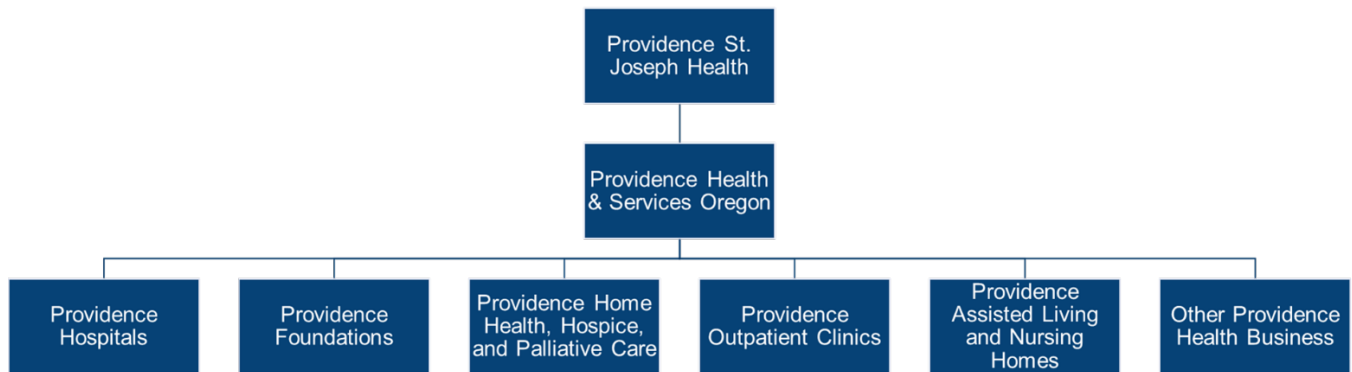 Providence St.
Joseph Health
Providence Health
& Services Oregon
Providence
Hospitals
Providence
Foundations
Providence Home
Health, Hospice,
and Palliative Care
Providence
Outpatient Clinics
Providence
Assisted Living
and Nursing
Homes
Other Providence
Health Business